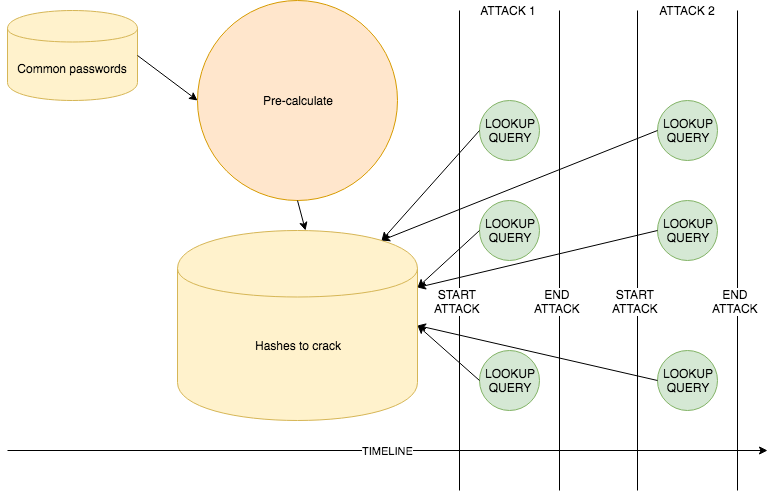 ATTACK 1
ATTACK 2
Common passwords
Pre-calculate
LOOKUP
QUERY
LOOKUP
QUERY
LOOKUP
QUERY
LOOKUP
QUERY
START
ATTACK
END
ATTACK
START
ATTACK
END
ATTACK
Hashes to crack
LOOKUP
QUERY
LOOKUP
QUERY
TIMELINE